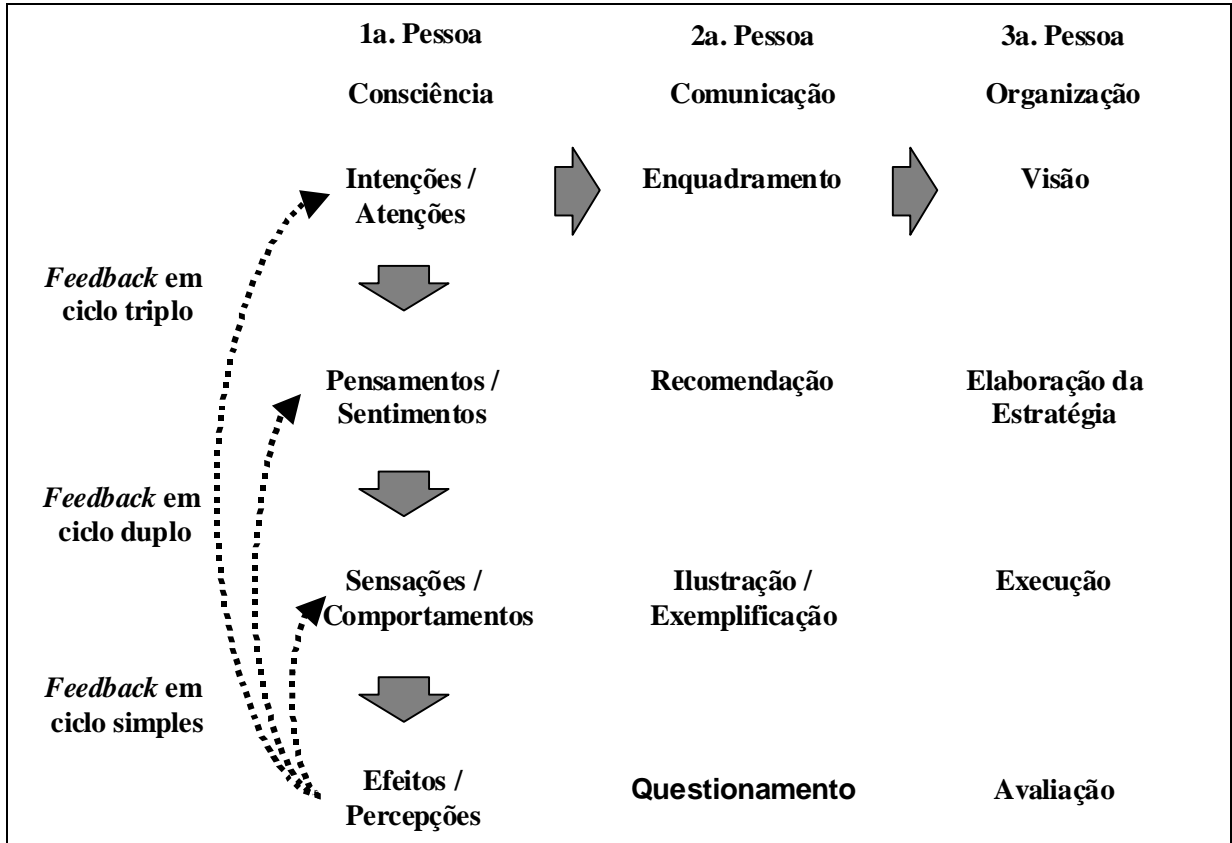 1a. Pessoa 2a. Pessoa 3a. Pessoa
Consciência Comunicação Organização
Intenções / Enquadramento Visão
Atenções
Feedback em
ciclo triplo
Pensamentos / Recomendação Elaboração da
Sentimentos Estratégia
Feedback em
ciclo duplo
Sensações / Ilustração / Execução
Comportamentos Exemplificação
Feedback em
ciclo simples
Efeitos / Questionamento Avaliação
Percepções